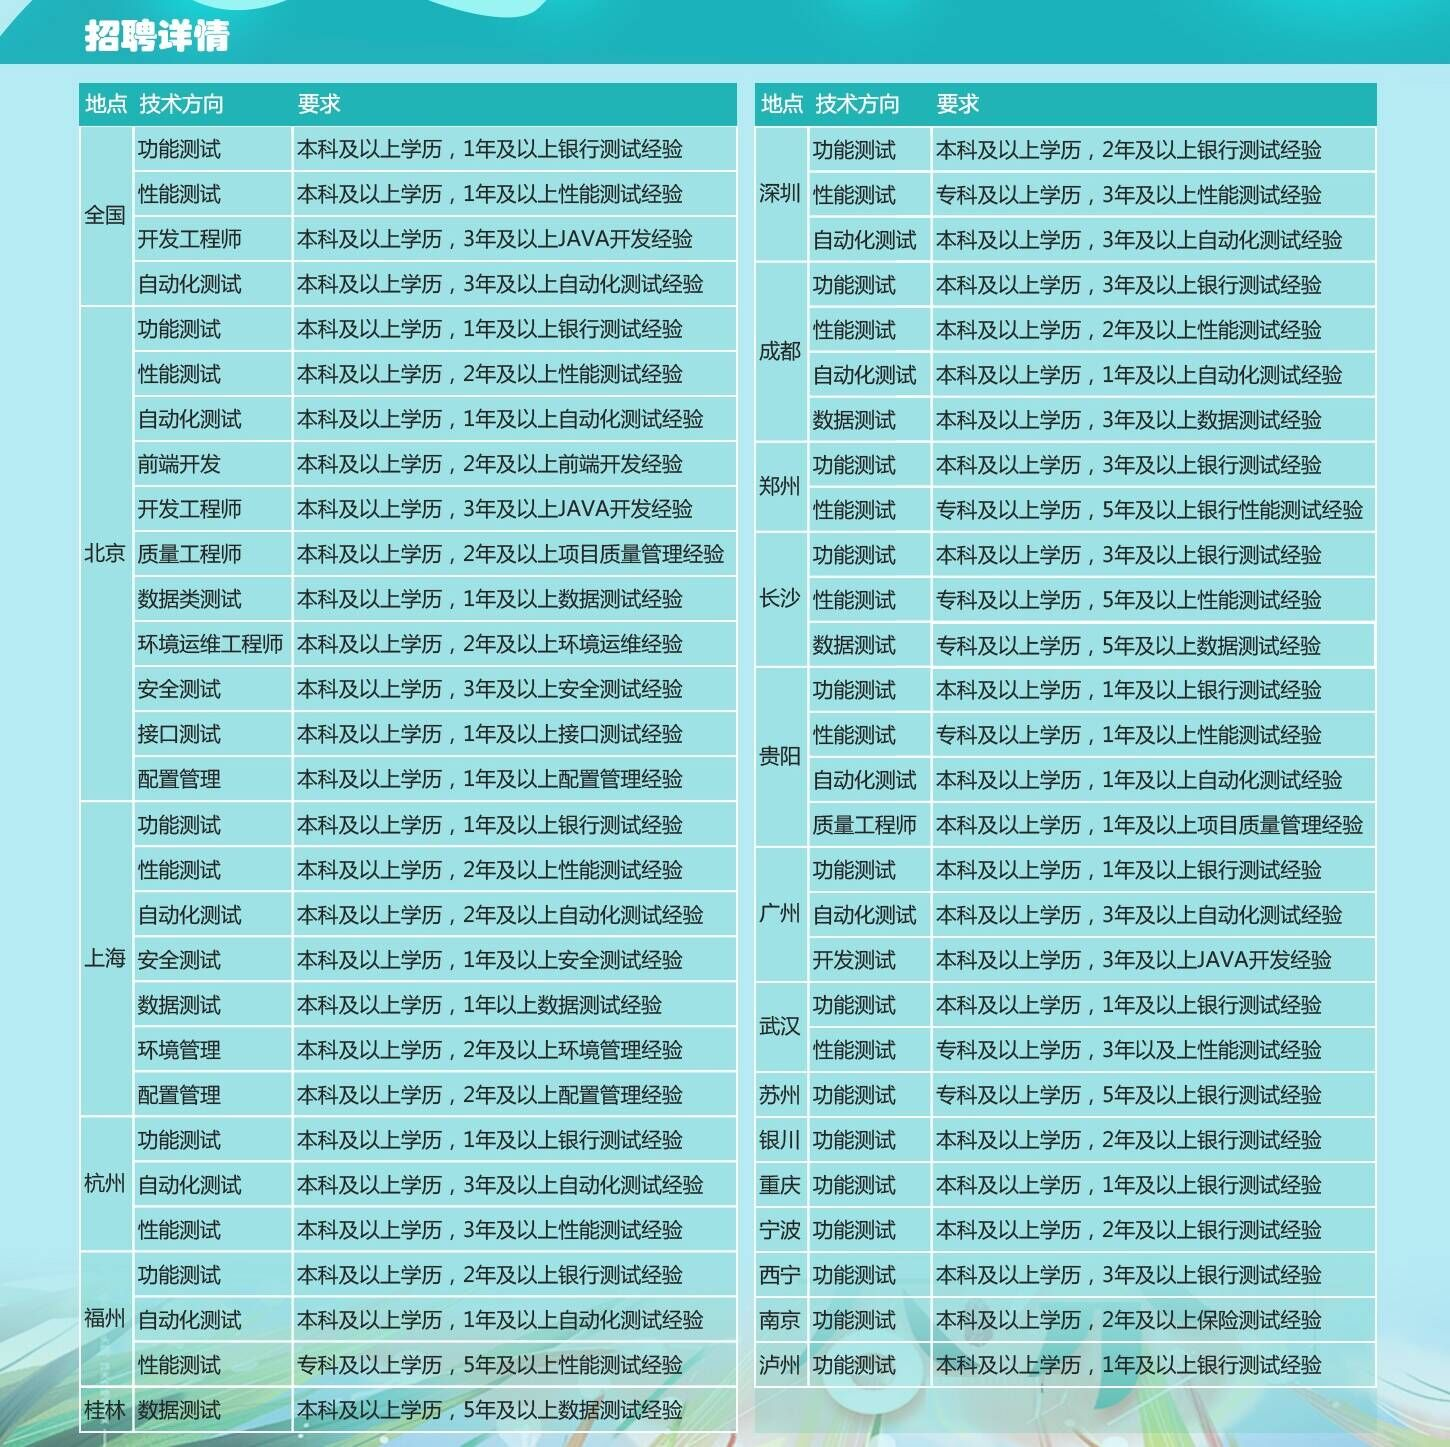 招聘详情
地点 技术方向 要求
全国
功能测试 本科及以上学历，1年及以上银行测试经验
性能测试 本科及以上学历，1年及以上性能测试经验
开发工程师 本科及以上学历，3年及以上JAVA开发经验
自动化测试 本科及以上学历，3年及以上自动化测试经验
北京
功能测试 本科及以上学历，1年及以上银行测试经验
性能测试 本科及以上学历，2年及以上性能测试经验
自动化测试 本科及以上学历，1年及以上自动化测试经验
前端开发 本科及以上学历，2年及以上前端开发经验
开发工程师 本科及以上学历，3年及以上JAVA开发经验
质量工程师 本科及以上学历，2年及以上项目质量管理经验
数据类测试 本科及以上学历，1年及以上数据测试经验
环境运维工程师 本科及以上学历，2年及以上环境运维经验
安全测试 本科及以上学历，3年及以上安全测试经验
接口测试 本科及以上学历，1年及以上接口测试经验
配置管理 本科及以上学历，1年及以上配置管理经验
上海
功能测试 本科及以上学历，1年及以上银行测试经验
性能测试 本科及以上学历，2年及以上性能测试经验
自动化测试 本科及以上学历，2年及以上自动化测试经验
安全测试 本科及以上学历，1年及以上安全测试经验
数据测试 本科及以上学历，1年以上数据测试经验
环境管理 本科及以上学历，2年及以上环境管理经验
配置管理 本科及以上学历，2年及以上配置管理经验
杭州
功能测试 本科及以上学历，1年及以上银行测试经验
自动化测试 本科及以上学历，3年及以上自动化测试经验
性能测试 本科及以上学历，3年及以上性能测试经验
福州
功能测试 本科及以上学历，2年及以上银行测试经验
自动化测试 本科及以上学历，1年及以上自动化测试经验
性能测试 专科及以上学历，5年及以上性能测试经验
桂林 数据测试 本科及以上学历，5年及以上数据测试经验
地点 技术方向 要求
深圳
功能测试 本科及以上学历，2年及以上银行测试经验
性能测试 专科及以上学历，3年及以上性能测试经验
自动化测试 本科及以上学历，3年及以上自动化测试经验
成都
功能测试 本科及以上学历，3年及以上银行测试经验
性能测试 本科及以上学历，2年及以上性能测试经验
自动化测试 本科及以上学历，1年及以上自动化测试经验
数据测试 本科及以上学历，3年及以上数据测试经验
郑州
功能测试 本科及以上学历，3年及以上银行测试经验
性能测试 专科及以上学历，5年及以上银行性能测试经验
长沙
功能测试 本科及以上学历，3年及以上银行测试经验
性能测试 专科及以上学历，5年及以上性能测试经验
数据测试 专科及以上学历，5年及以上数据测试经验
贵阳
功能测试 本科及以上学历，1年及以上银行测试经验
性能测试 专科及以上学历，1年及以上性能测试经验
自动化测试 本科及以上学历，1年及以上自动化测试经验
质量工程师 本科及以上学历，1年及以上项目质量管理经验
广州
功能测试 本科及以上学历，1年及以上银行测试经验
自动化测试 本科及以上学历，3年及以上自动化测试经验
开发测试 本科及以上学历，3年及以上JAVA开发经验
武汉
功能测试 本科及以上学历，1年及以上银行测试经验
性能测试 专科及以上学历，3年以及上性能测试经验
苏州 功能测试 专科及以上学历，5年及以上银行测试经验
银川 功能测试 本科及以上学历，2年及以上银行测试经验
重庆 功能测试 本科及以上学历，1年及以上银行测试经验
宁波 功能测试 本科及以上学历，2年及以上银行测试经验
西宁 功能测试 本科及以上学历，3年及以上银行测试经验
南京 功能测试 本科及以上学历，2年及以上保险测试经验
泸州 功能测试 本科及以上学历，1年及以上银行测试经验